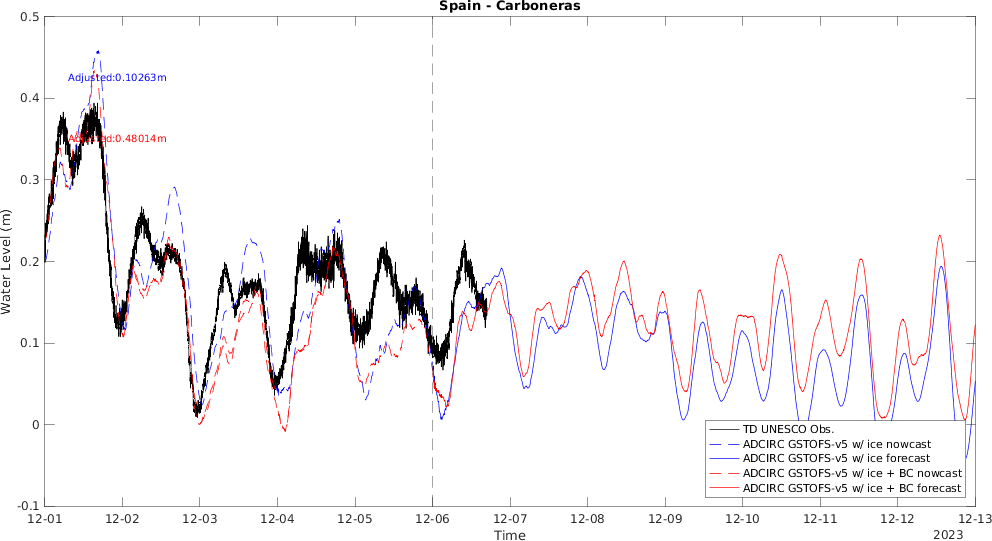 Spain - Carboneras
Water Level (m)
0.5
0.4
0.3
0.2
0.1
0
-0.1
Adjusted:0.10263m
Adjusted:0.48014m
TD UNESCO Obs.
ADCIRC GSTOFS-v5 w/ ice nowcast
ADCIRC GSTOFS-v5 w/ ice forecast
ADCIRC GSTOFS-v5 w/ ice + BC nowcast
ADCIRC GSTOFS-v5 w/ ice + BC forecast
12-01 12-02 12-03 12-04 12-05 12-06 12-07 12-08 12-09 12-10 12-11 12-12 12-13
Time
2023